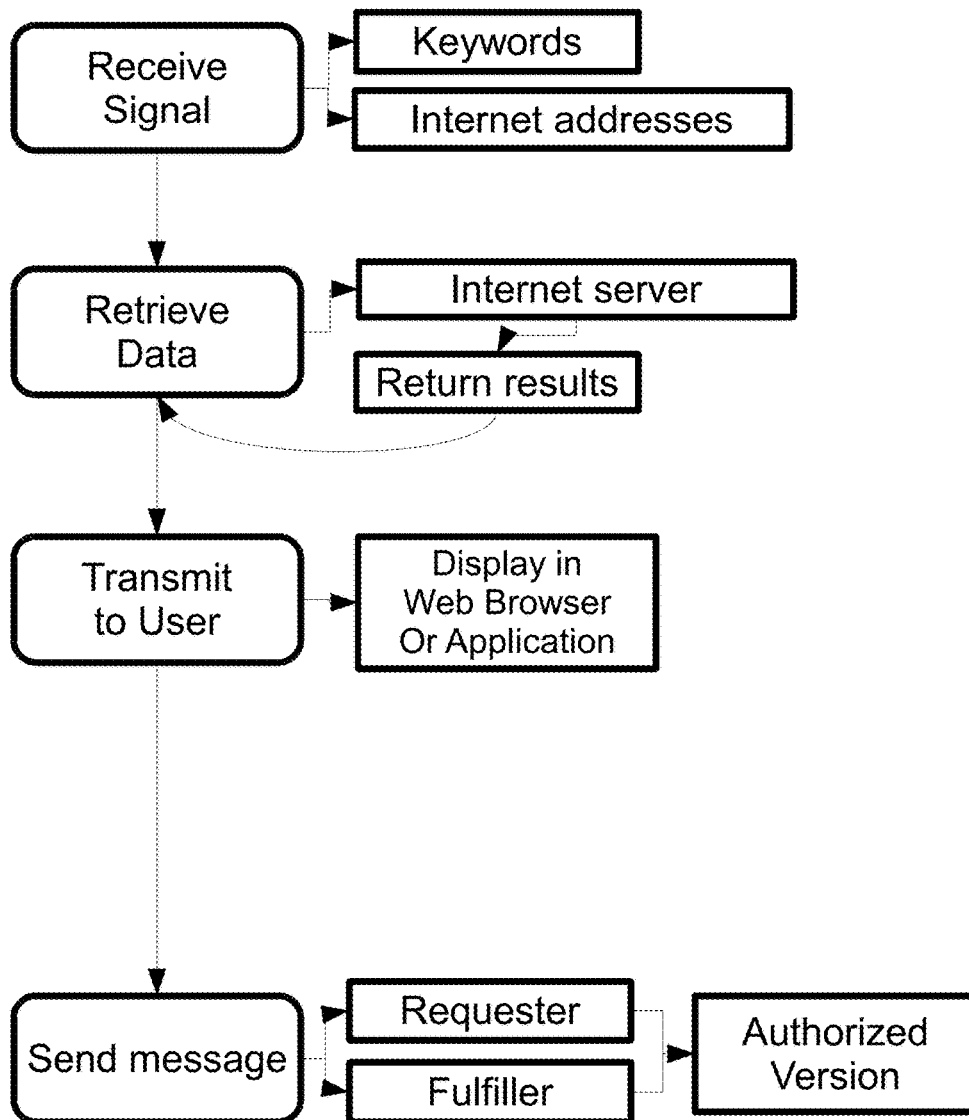 Receive
Signal
Keywords
Internet addresses
Retrieve
Data
Internet server
Return results
Transmit
to User
Display in
Web Browser
Or Application
Send message
Requester
Fulfiller
Authorized
Version